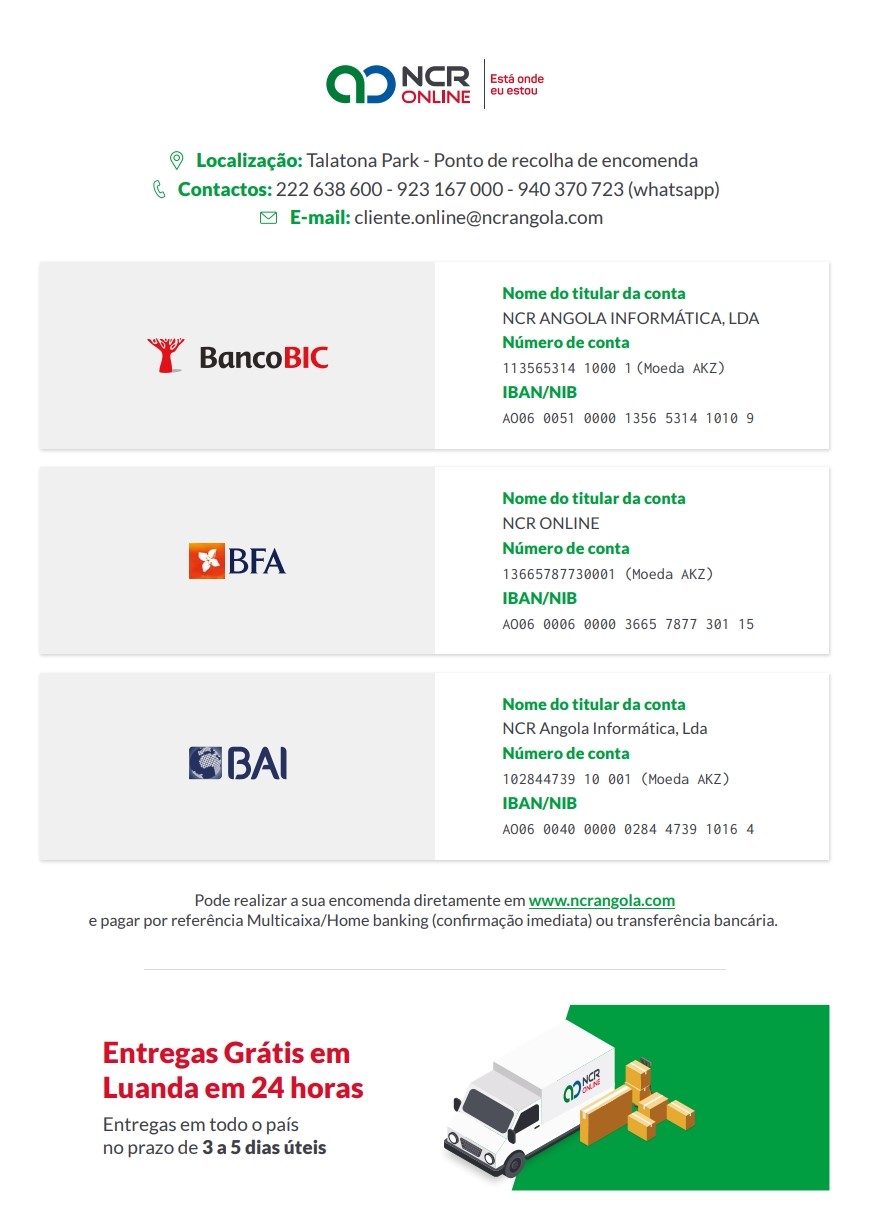 NCR
ONLINE
Está onde
eu estou
Localização: Talatona Park - Ponto de recolha de encomenda
Contactos: 222 638 600 - 923 167 000 - 940 370 723 (whatsapp)
E-mail: cliente.online@ncrangola.com
BancoBIC
Nome do titular da conta
NCR ANGOLA INFORMÁTICA, LDA
Número de conta
113565314 1000 1 (Moeda AKZ)
IBAN/NIB
AO06 0051 0000 1356 5314 1010 9
BFA
Nome do titular da conta
NCR ONLINE
Número de conta
13665787730001 (Moeda AKZ)
IBAN/NIB
AO06 0006 0000 3665 7877 301 15
BAI
Nome do titular da conta
NCR Angola Informática, Lda
Número de conta
102844739 10 001 (Moeda AKZ)
IBAN/NIB
AO06 0040 0000 0284 4739 1016 4
Pode realizar a sua encomenda diretamente em www.ncrangola.com
e pagar por referência Multicaixa/Home banking (confirmação imediata) ou transferência bancária.
Entregas Grátis em
Luanda em 24 horas
Entregas em todo o país
no prazo de 3 a 5 dias úteis
NCR
ONLINE